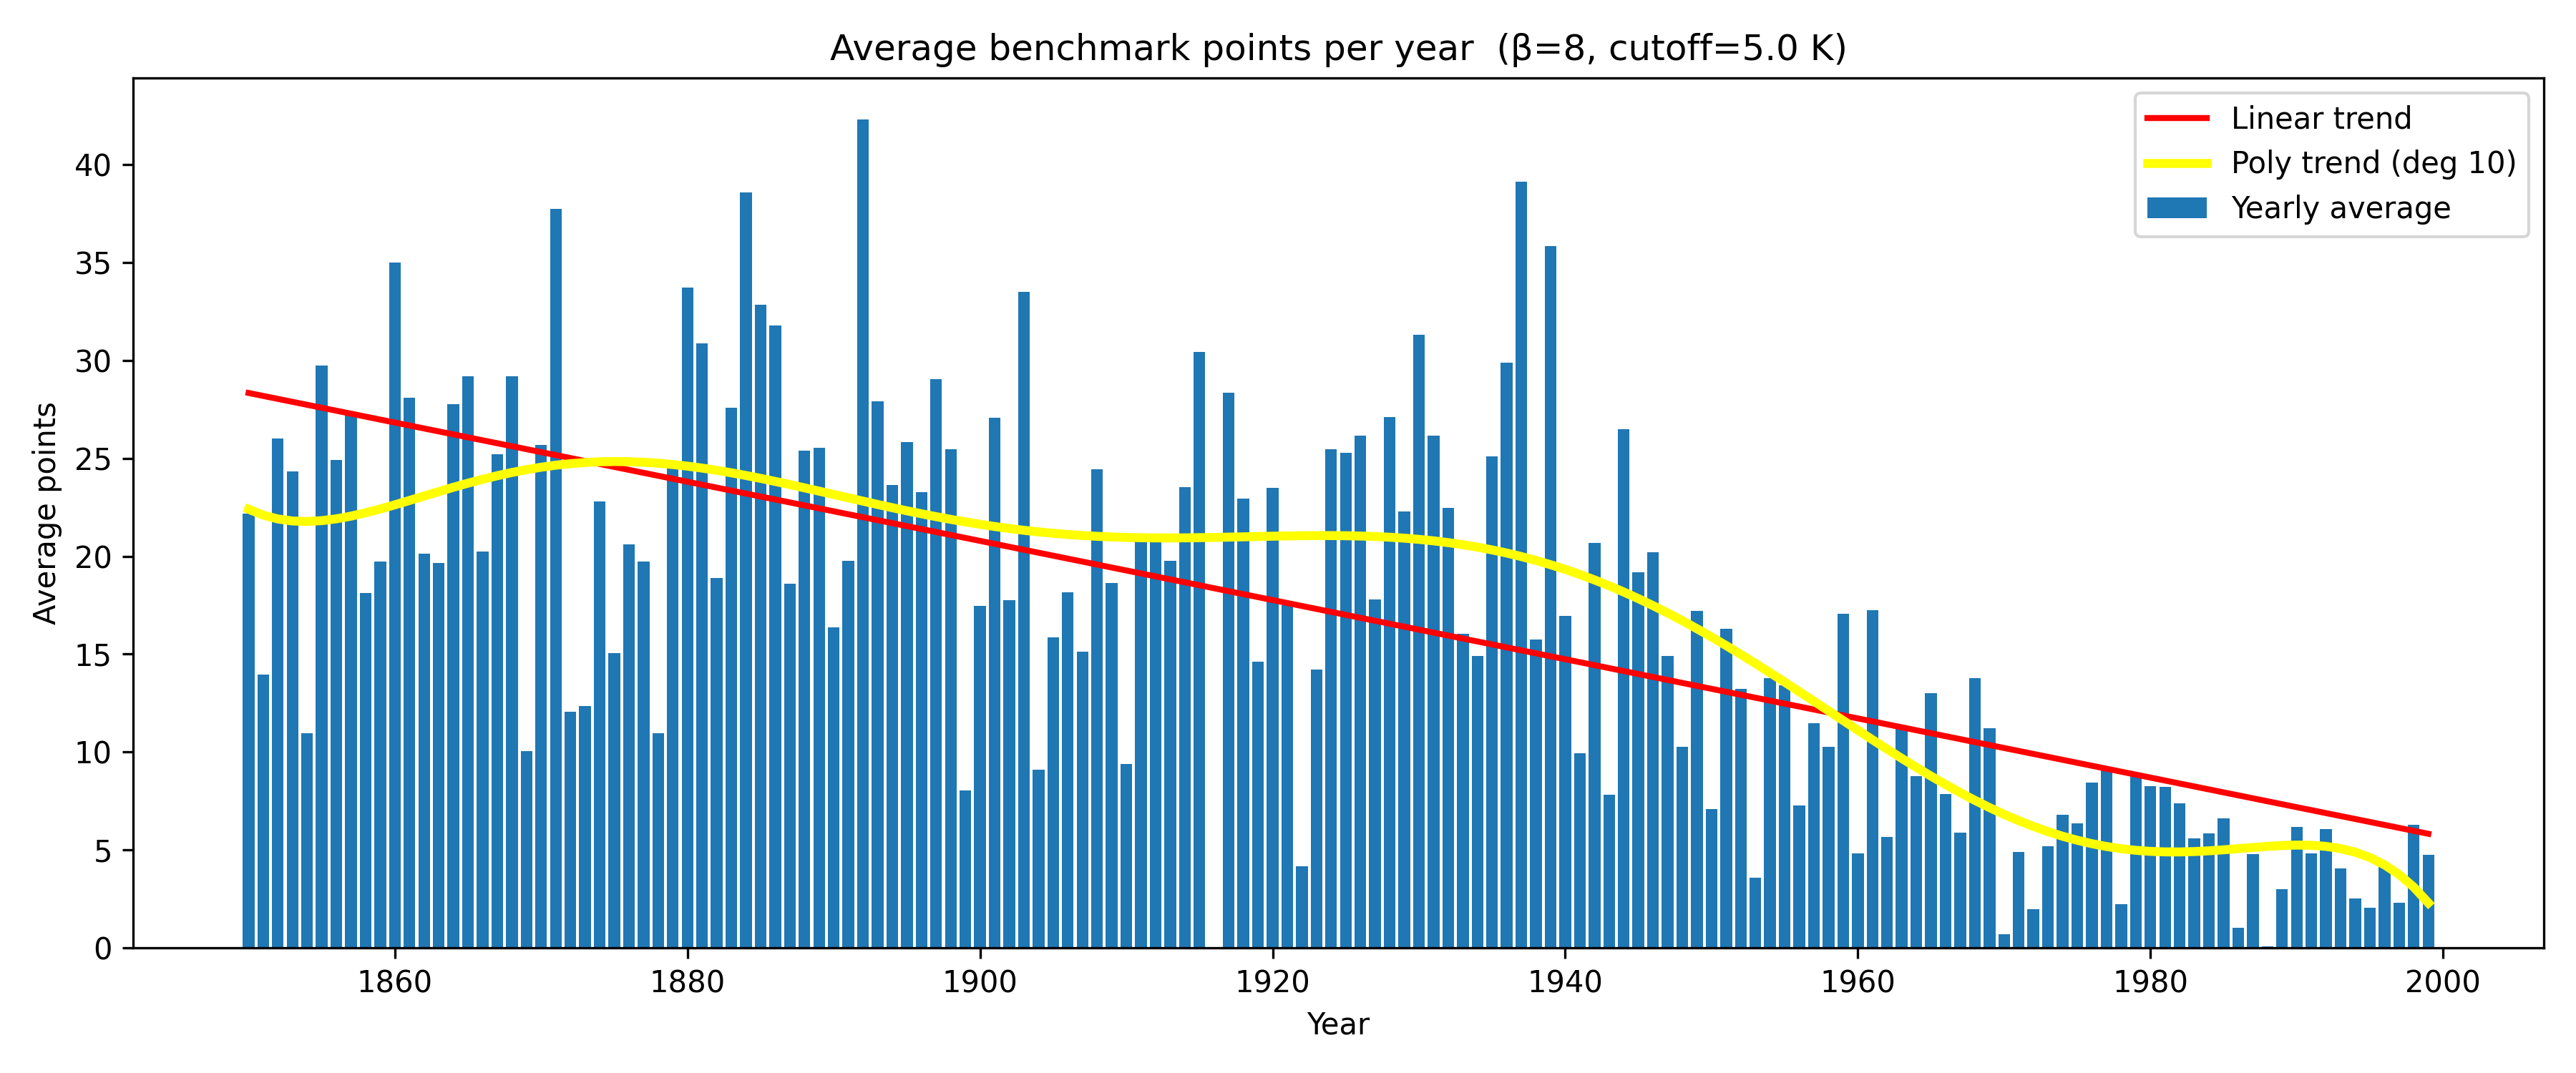 Average benchmark points per year (β=8, cutoff=5.0 K)
Linear trend
Poly trend (deg 10)
Yearly average
Average points
40
35
30
25
20
15
10
5
0
1860 1880 1900 1920 1940 1960 1980 2000
Year